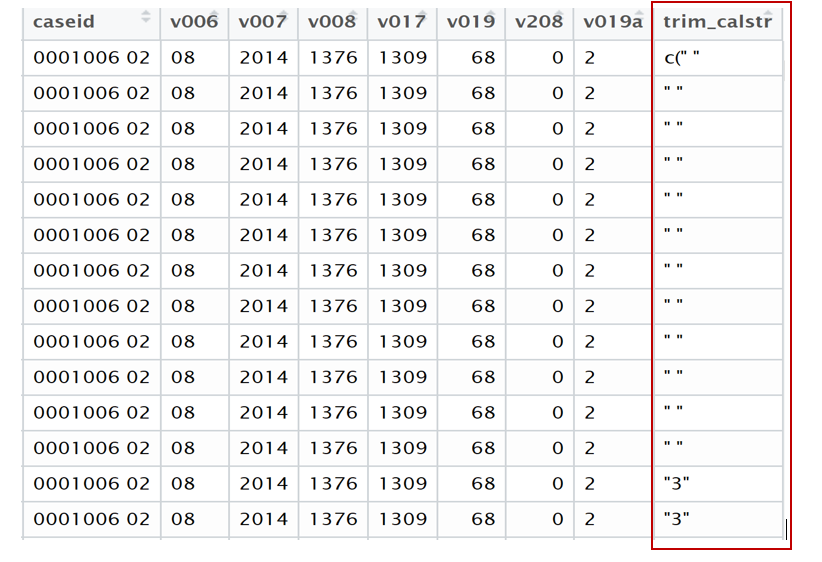 caseid v006 v007 v008 v017 v019 v208 v019a trim_calstr
0001006 02 08 2014 1376 1309 68 0 2 c(" "
0001006 02 08 2014 1376 1309 68 0 2 " "
0001006 02 08 2014 1376 1309 68 0 2 " "
0001006 02 08 2014 1376 1309 68 0 2 " "
0001006 02 08 2014 1376 1309 68 0 2 " "
0001006 02 08 2014 1376 1309 68 0 2 " "
0001006 02 08 2014 1376 1309 68 0 2 " "
0001006 02 08 2014 1376 1309 68 0 2 " "
0001006 02 08 2014 1376 1309 68 0 2 " "
0001006 02 08 2014 1376 1309 68 0 2 " "
0001006 02 08 2014 1376 1309 68 0 2 " "
0001006 02 08 2014 1376 1309 68 0 2 " "
0001006 02 08 2014 1376 1309 68 0 2 "3"
0001006 02 08 2014 1376 1309 68 0 2 "3"